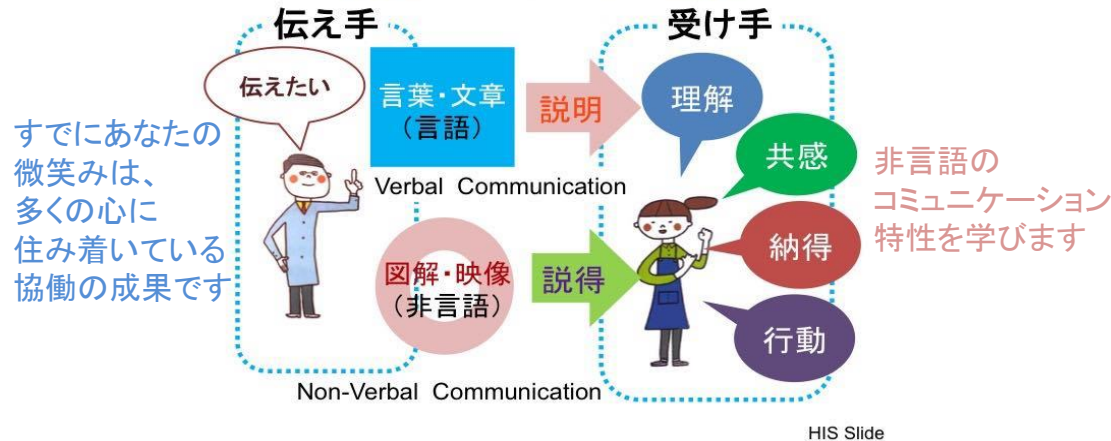 伝え手
受け手
伝えたい
言葉・文章
（言語）
説明
理解
Verbal Communication
共感
すでにあなたの
微笑みは、
多くの心に
住み着いている
協働の成果です
非言語の
コミュニケーション
特性を学びます
図解・映像
（非言語）
説得
納得
行動
Non-Verbal Communication
HIS Slide